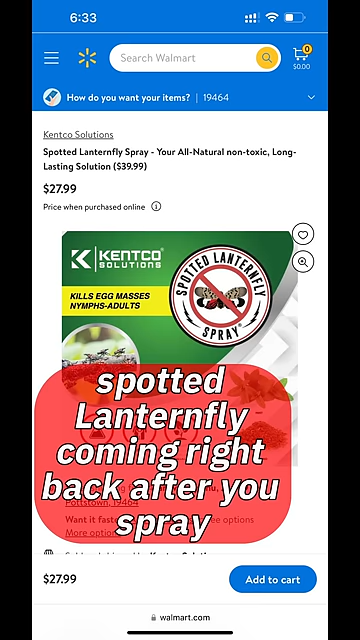 6:33
Search Walmart
0
$0.00
How do you want your items? | 19464
Kentco Solutions
Spotted Lanternfly Spray - Your All-Natural non-toxic, Long-
Lasting Solution ($39.99)
$27.99
Price when purchased online
KENTCO
SOLUTIONS
SPOTTED LANTERNFLY
SPRAY
KILLS EGG MASSES
NYMPHS-ADULTS
spotted
Lanternfly
coming right
back after you
spray
Pottstown, 19464
More options
$27.99
Add to cart
walmart.com